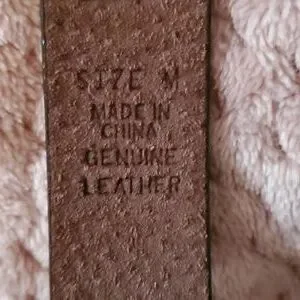 SIZE M
MADE IN
CHINA
GENUINE
LEATHER